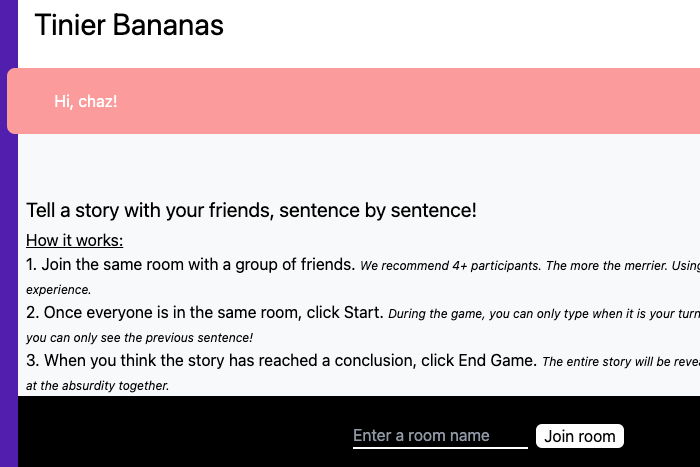 Tinier Bananas
Hi, chaz!
Tell a story with your friends, sentence by sentence!
How it works:
1. Join the same room with a group of friends. We recommend 4+ participants. The more the merrier. Using
experience.
2. Once everyone is in the same room, click Start. During the game, you can only type when it is your turn
you can only see the previous sentence!
3. When you think the story has reached a conclusion, click End Game. The entire story will be
at the absurdity together.
Enter a room name Join room